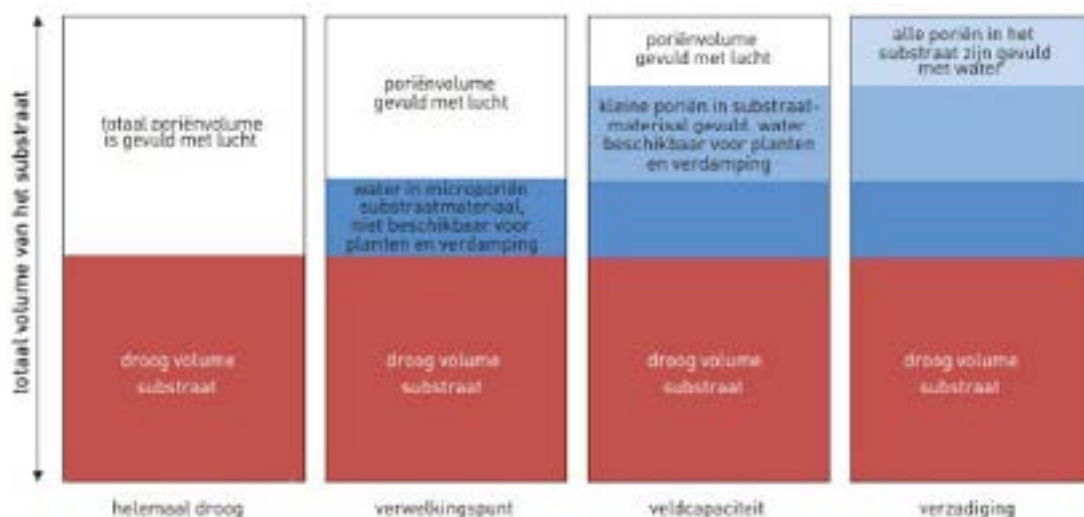 totaal volume van het substraat
totaal poriënvolume
is gevuld met lucht
droog volume
substraat
helemaal droog
poriënvolume
gevuld met lucht
water in microporiën
substraatmateriaal,
niet beschikbaar voor
planten en verdamping
droog volume
substraat
verwelkingspunt
poriënvolume
gevuld met lucht
kleine poriën in substraat-
materiaal gevuld water
beschikbaar voor planten
en verdamping
droog volume
substraat
veldcapaciteit
alle poriën in het
substraat zijn gevuld
met water
droog volume
substraat
verzadiging